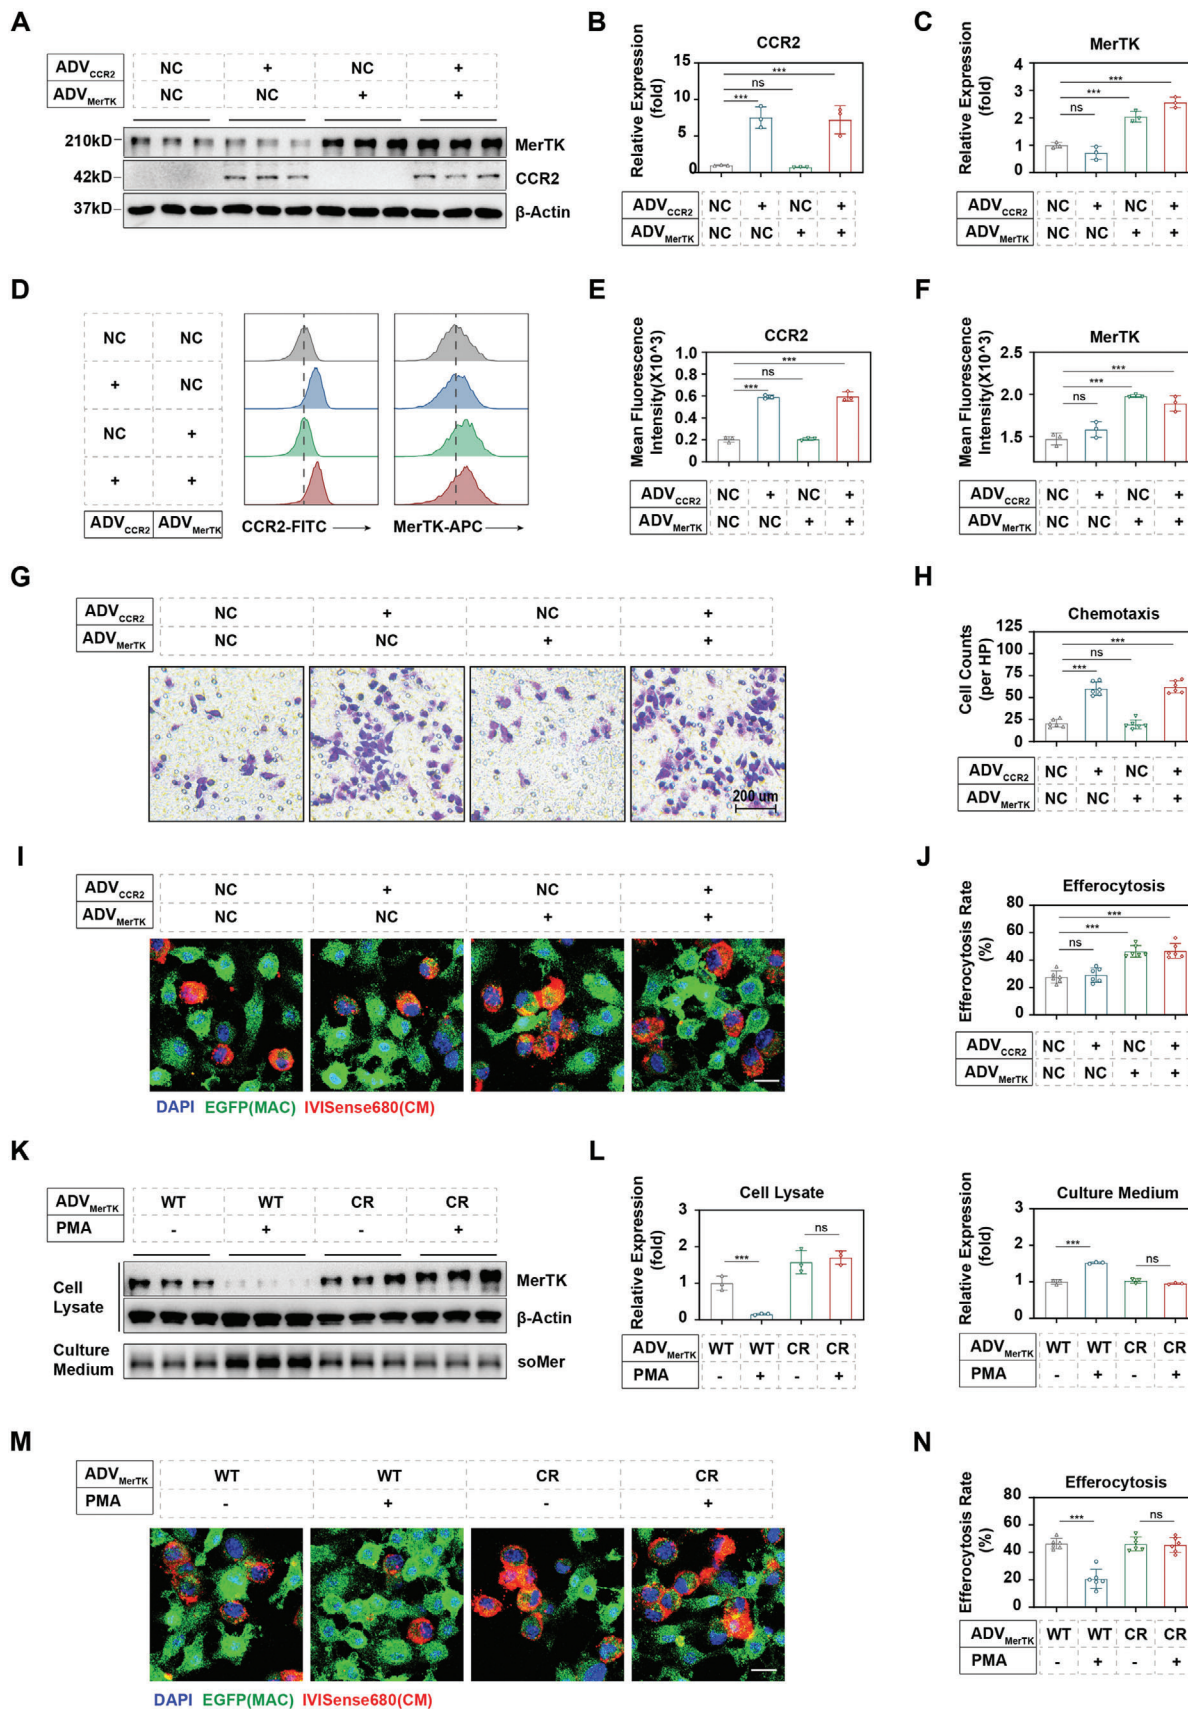 A
ADVCCR2 NC + NC +
ADVMerTK NC NC + +
210kD MerTK
42kD CCR2
37kD β-Actin
B
CCR2
Relative Expression (fold)
15
10
5
0
***
ns
***
ADVCCR2 NC + NC +
ADVMerTK NC NC + +
C
MerTK
Relative Expression (fold)
4
3
2
1
0
***
***
ns
ADVCCR2 NC + NC +
ADVMerTK NC NC + +
D
NC NC
+ NC
NC +
+ +
ADVCCR2 ADVMerTK
CCR2-FITC
MerTK-APC
E
CCR2
Mean Fluorescence Intensity(X10^3)
1.0
0.8
0.6
0.4
0.2
0
***
ns
***
ADVCCR2 NC + NC +
ADVMerTK NC NC + +
F
MerTK
Mean Fluorescence Intensity(X10^3)
2.5
2.0
1.5
***
***
ns
ADVCCR2 NC + NC +
ADVMerTK NC NC + +
G
ADVCCR2 NC + NC +
ADVMerTK NC NC + +
200 um
H
Chemotaxis
Cell Counts (per HP)
125
100
75
50
25
0
***
ns
***
ADVCCR2 NC + NC +
ADVMerTK NC NC + +
I
ADVCCR2 NC + NC +
ADVMerTK NC NC + +
DAPI EGFP(MAC) IVISense680(CM)
J
Efferocytosis
Efferocytosis Rate (%)
80
60
40
20
0
***
***
ns
ADVCCR2 NC + NC +
ADVMerTK NC NC + +
K
ADVMerTK WT WT CR CR
PMA - + - +
Cell Lysate
MerTK
β-Actin
Culture Medium
soMer
L
Cell Lysate
Relative Expression (fold)
3
2
1
0
***
ns
ADVMerTK WT WT CR CR
PMA - + - +
Culture Medium
Relative Expression (fold)
3
2
1
0
***
ns
ADVMerTK WT WT CR CR
PMA - + - +
M
ADVMerTK WT WT CR CR
PMA - + - +
DAPI EGFP(MAC) IVISense680(CM)
N
Efferocytosis
Efferocytosis Rate (%)
80
60
40
20
0
***
ns
ADVMerTK WT WT CR CR
PMA - + - +